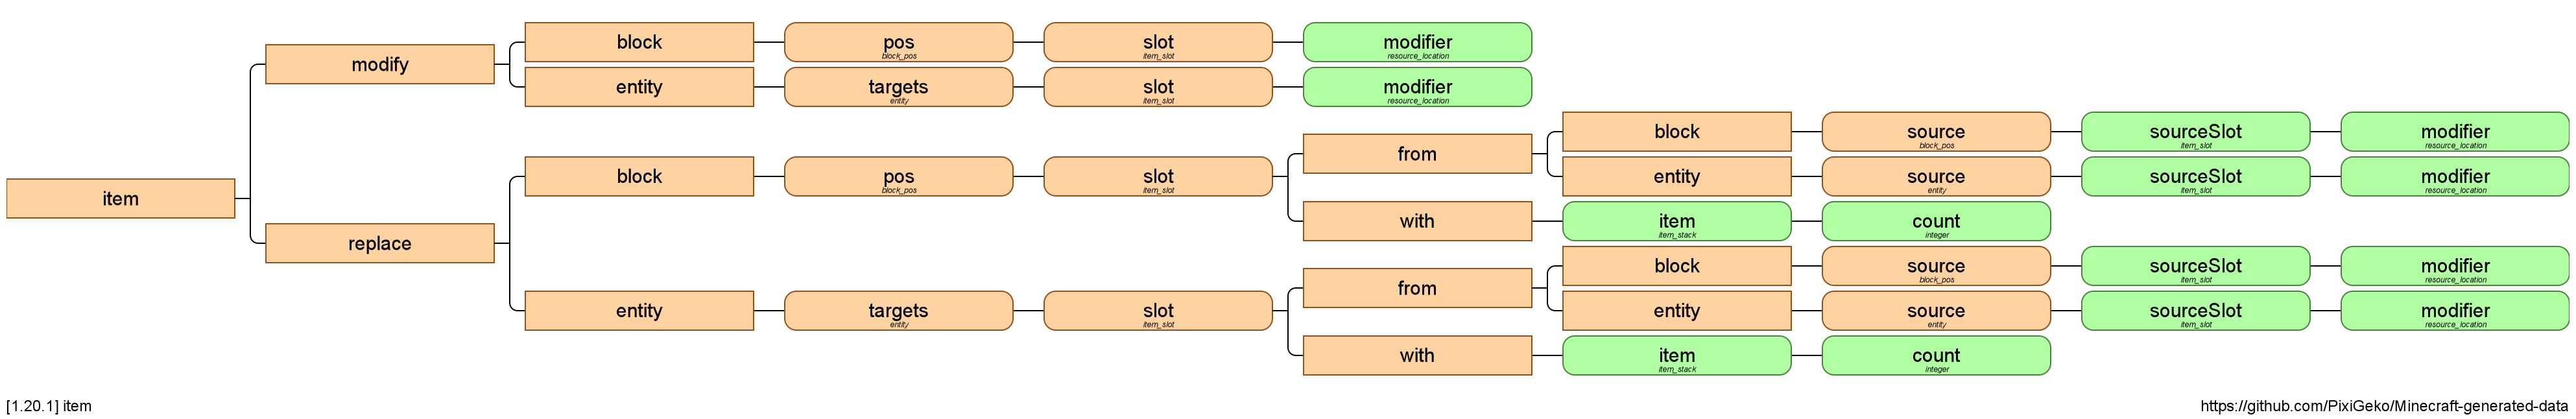 block
pos
block_pos
slot
item_slot
modifier
resource_location
modify
entity
targets
entity
slot
item_slot
modifier
resource_location
item
replace
block
pos
block_pos
slot
item_slot
from
block
source
block_pos
sourceSlot
item_slot
modifier
resource_location
entity
source
entity
sourceSlot
item_slot
modifier
resource_location
with
item
item_stack
count
integer
entity
targets
entity
slot
item_slot
from
block
source
block_pos
sourceSlot
item_slot
modifier
resource_location
entity
source
entity
sourceSlot
item_slot
modifier
resource_location
with
item
item_stack
count
integer
[1.20.1] item
https://github.com/PixiGeko/Minecraft-generated-data